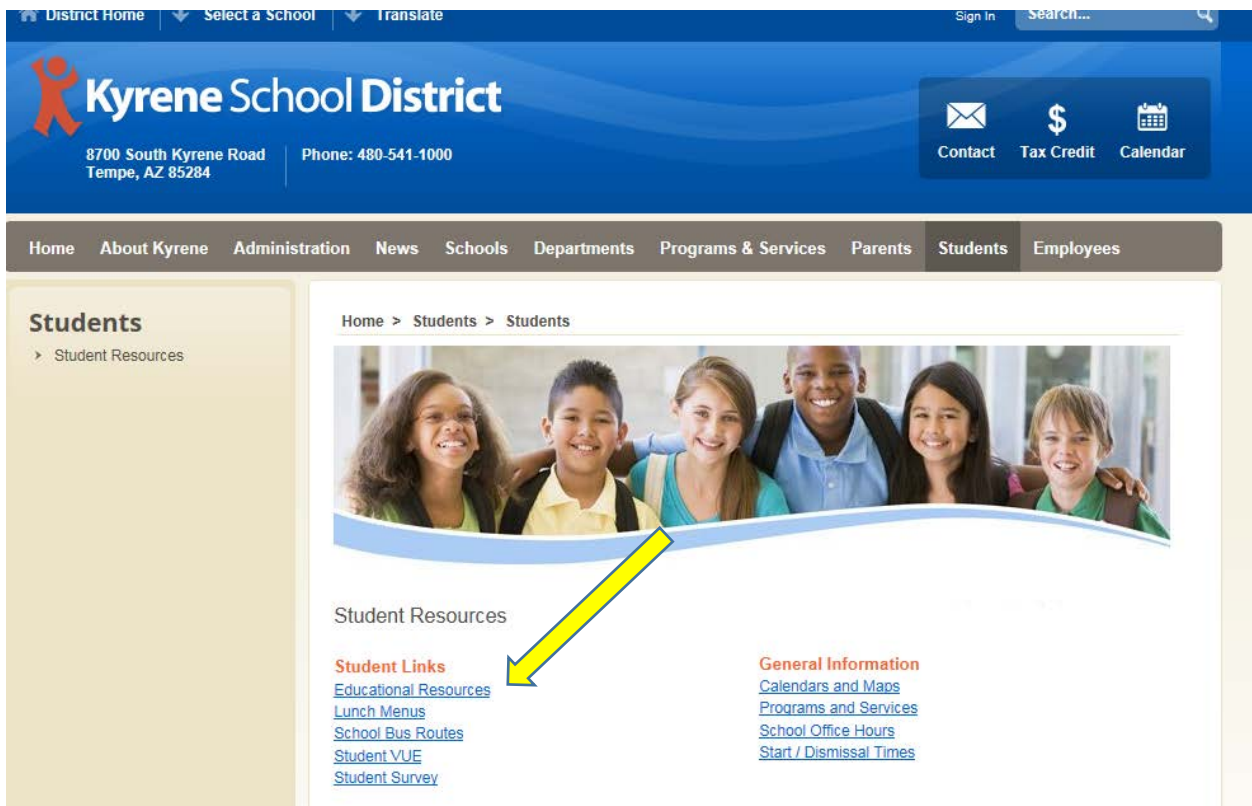 District Home Select a School Translate Sign In Search...
Kyrene School District
8700 South Kyrene Road Phone: 480-541-1000
Tempe, AZ 85284
Contact Tax Credit Calendar
Home About Kyrene Administration News Schools Departments Programs & Services Parents Students Employees
Students
Student Resources
Home > Students > Students
Student Resources
Student Links
Educational Resources
Lunch Menus
School Bus Routes
Student VUE
Student Survey
General Information
Calendars and Maps
Programs and Services
School Office Hours
Start / Dismissal Times